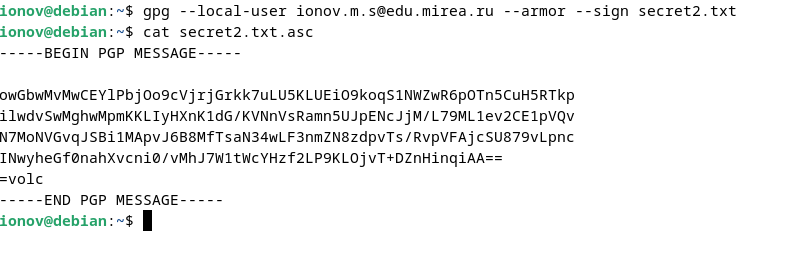 ionov@debian:~$ gpg --local-user ionov.m.s@edu.mirea.ru --armor --sign secret2.txt
ionov@debian:~$ cat secret2.txt.asc
-----BEGIN PGP MESSAGE-----

owGbwMvMwCEYlPbjOo9cVjrjGrkk7uLU5KLUEiO9koqS1NWZwR6pOTn5CuH5RTkp
ilwdvSwMghwMpmKKLIyHXnK1dG/KVNnVsRamn5UJpENcJjM/L79ML1ev2CE1pVQv
N7MoNVGvqJSBi1MApvJ6B8MfTsaN34wLF3nmZN8zdpvTs/RvpVFAjcSU879vLpnc
INwyheGf0nahXvcni0/vMhJ7W1tWcYHzf2LP9KLOjvT+DZnHinqiAA==
=volc
-----END PGP MESSAGE-----
ionov@debian:~$